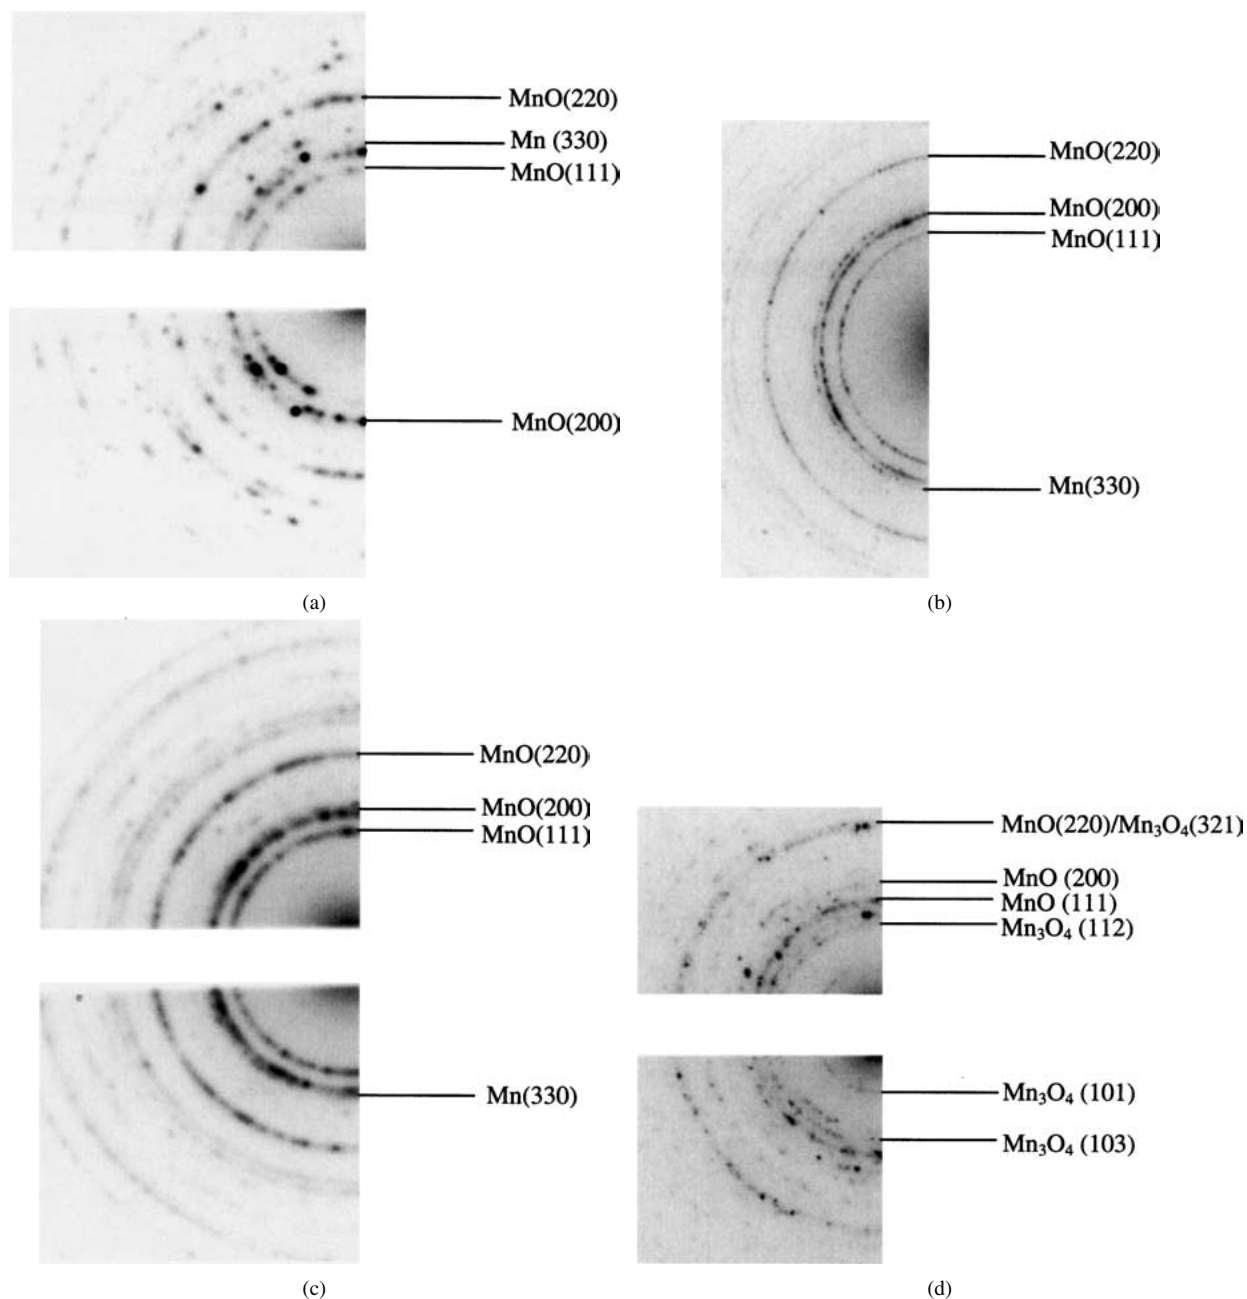 MnO(220)
Mn (330)
MnO(111)
MnO(200)
(a)
MnO(220)
MnO(200)
MnO(111)
Mn(330)
(b)
MnO(220)
MnO(200)
MnO(111)
Mn(330)
(c)
MnO(220)/Mn₃O₄(321)
MnO (200)
MnO (111)
Mn₃O₄ (112)
Mn₃O₄ (101)
Mn₃O₄ (103)
(d)